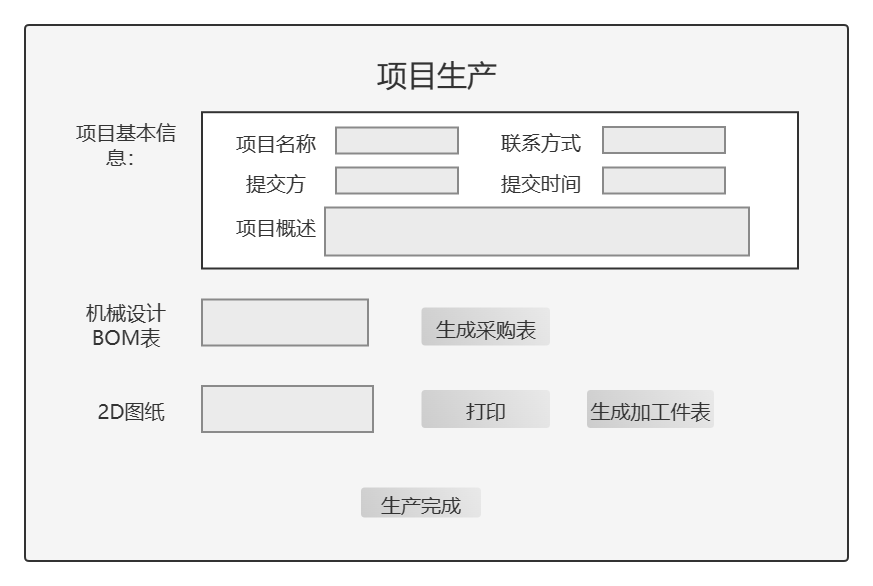 项目生产
项目基本信
息：
项目名称
联系方式
提交方
提交时间
项目概述
机械设计
BOM表
生成采购表
2D图纸
打印
生成加工件表
生产完成